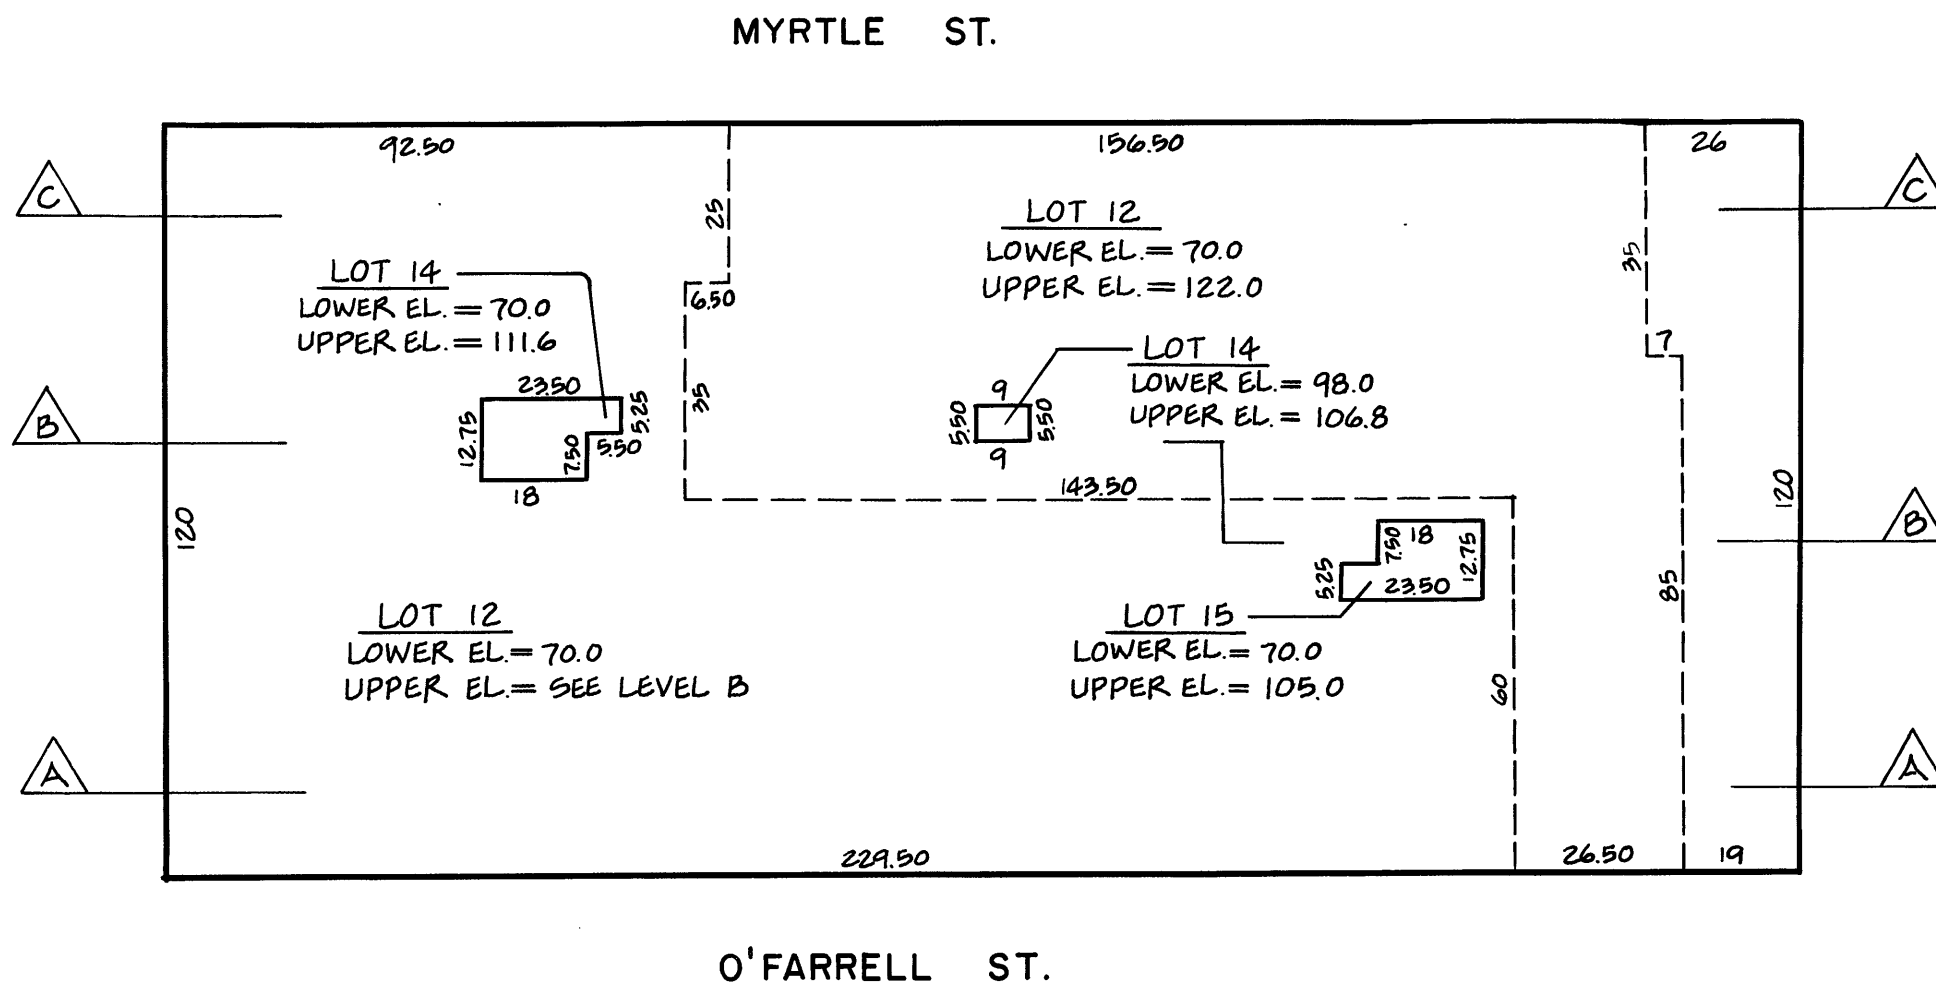 MYRTLE ST.
92.50
156.50
26
C
C
25
LOT 12
LOWER EL.= 70.0
UPPER EL.= 122.0
35
LOT 14
LOWER EL.= 70.0
UPPER EL.= 111.6
6.50
7
LOT 14
LOWER EL.= 98.0
UPPER EL.= 106.8
23.50
5.25
12.75
7.50
5.50
18
35
9
5.50
5.50
9
B
143.50
120
120
B
7.50
18
12.75
5.25
23.50
85
LOT 12
LOWER EL.= 70.0
UPPER EL.= SEE LEVEL B
LOT 15
LOWER EL.= 70.0
UPPER EL.= 105.0
60
A
A
229.50
26.50
19
O'FARRELL ST.